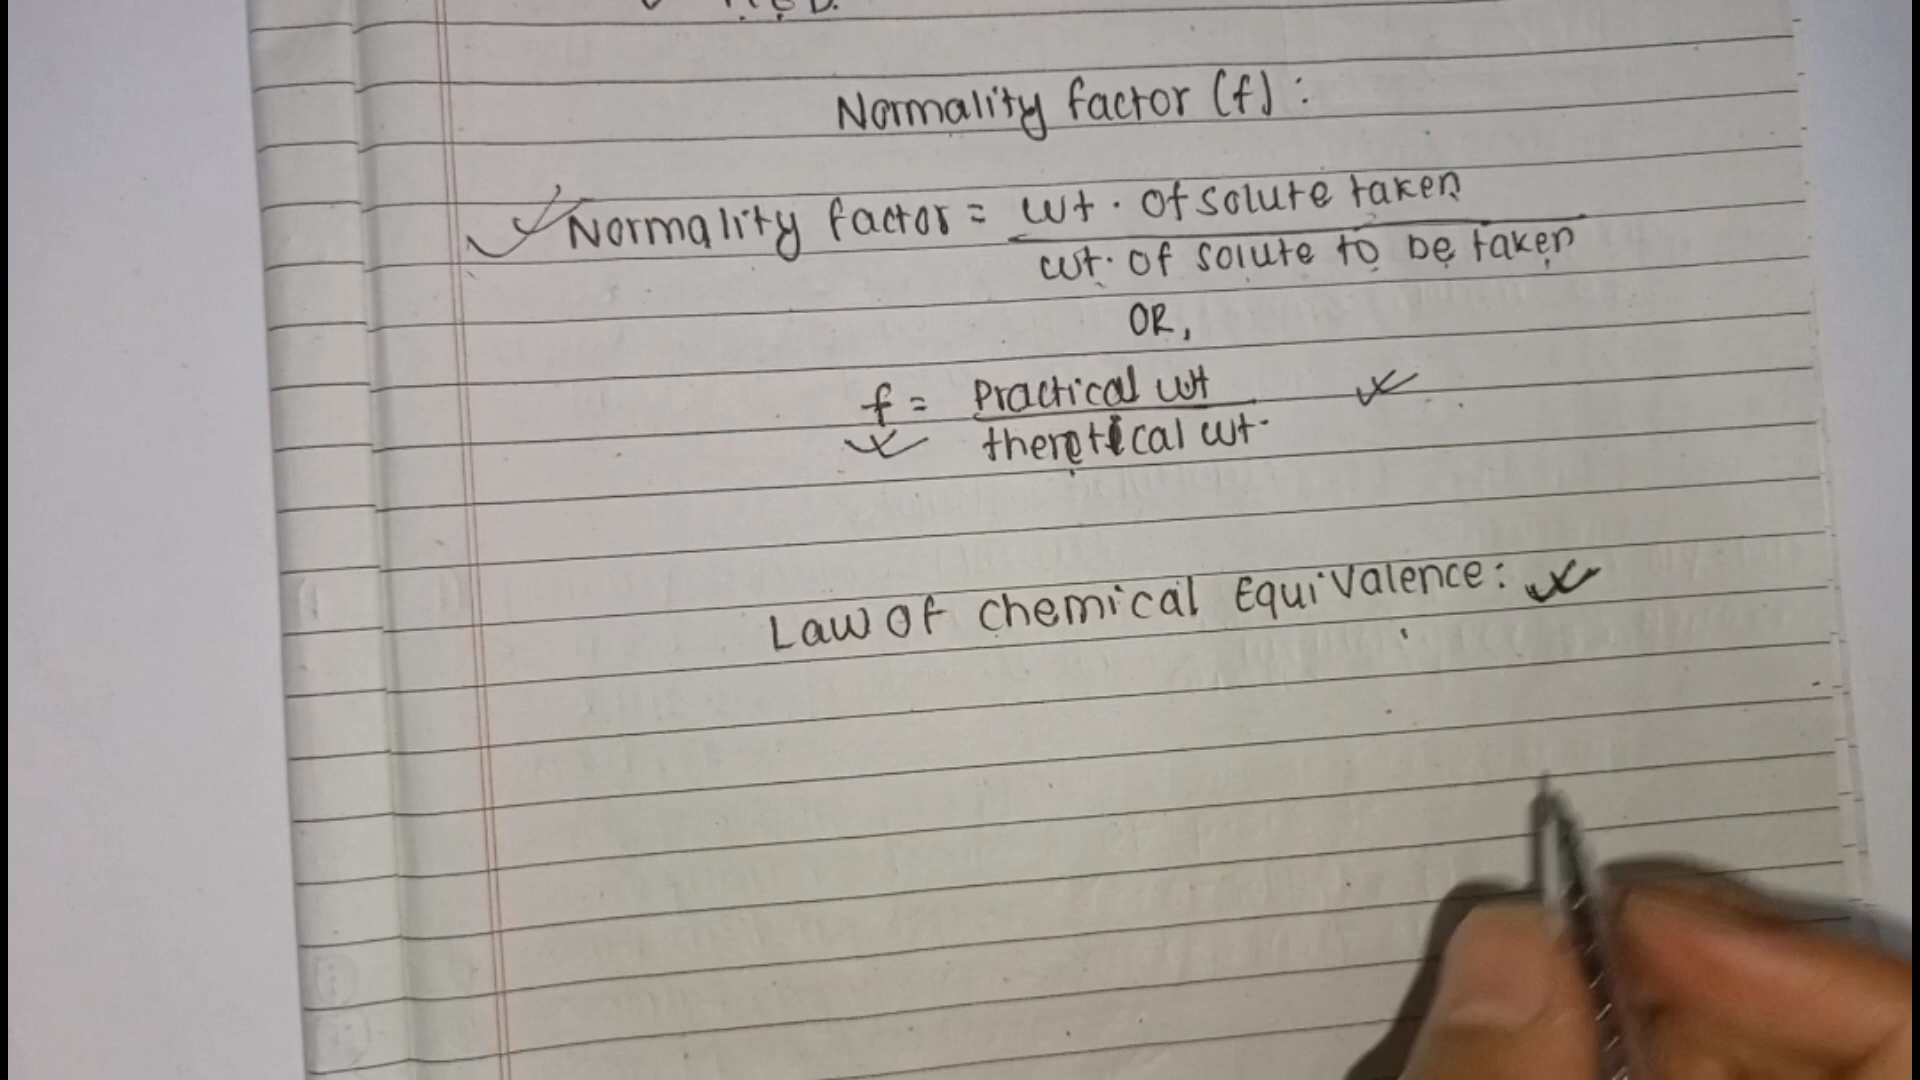 Normality factor (f) :
Normality factor = wt. of solute taken
wt. of solute to be taken
OR,
f = Practical wt
theretical wt.
Law of chemical Equivalence :